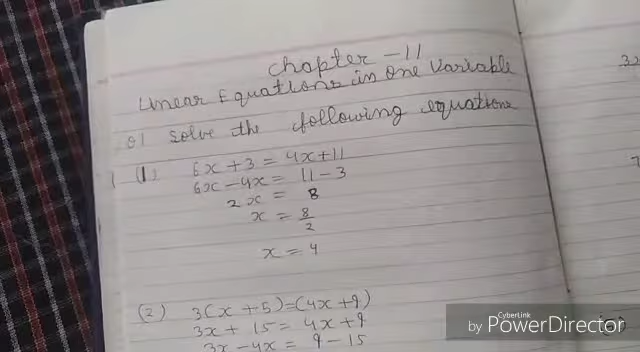 Chapter - 11
Linear Equations in One Variable
Q1 Solve the following equations
(1) 6x + 3 = 4x + 11
6x - 4x = 11 - 3
2x = 8
x = 8/2
x = 4
(2) 3(x + 5) = (4x + 9)
3x + 15 = 4x + 9
3x - 4x = 9 - 15
CyberLink
by PowerDirector